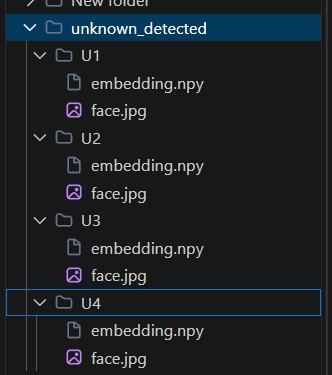 New folder
unknown_detected
U1
embedding.npy
face.jpg
U2
embedding.npy
face.jpg
U3
embedding.npy
face.jpg
U4
embedding.npy
face.jpg